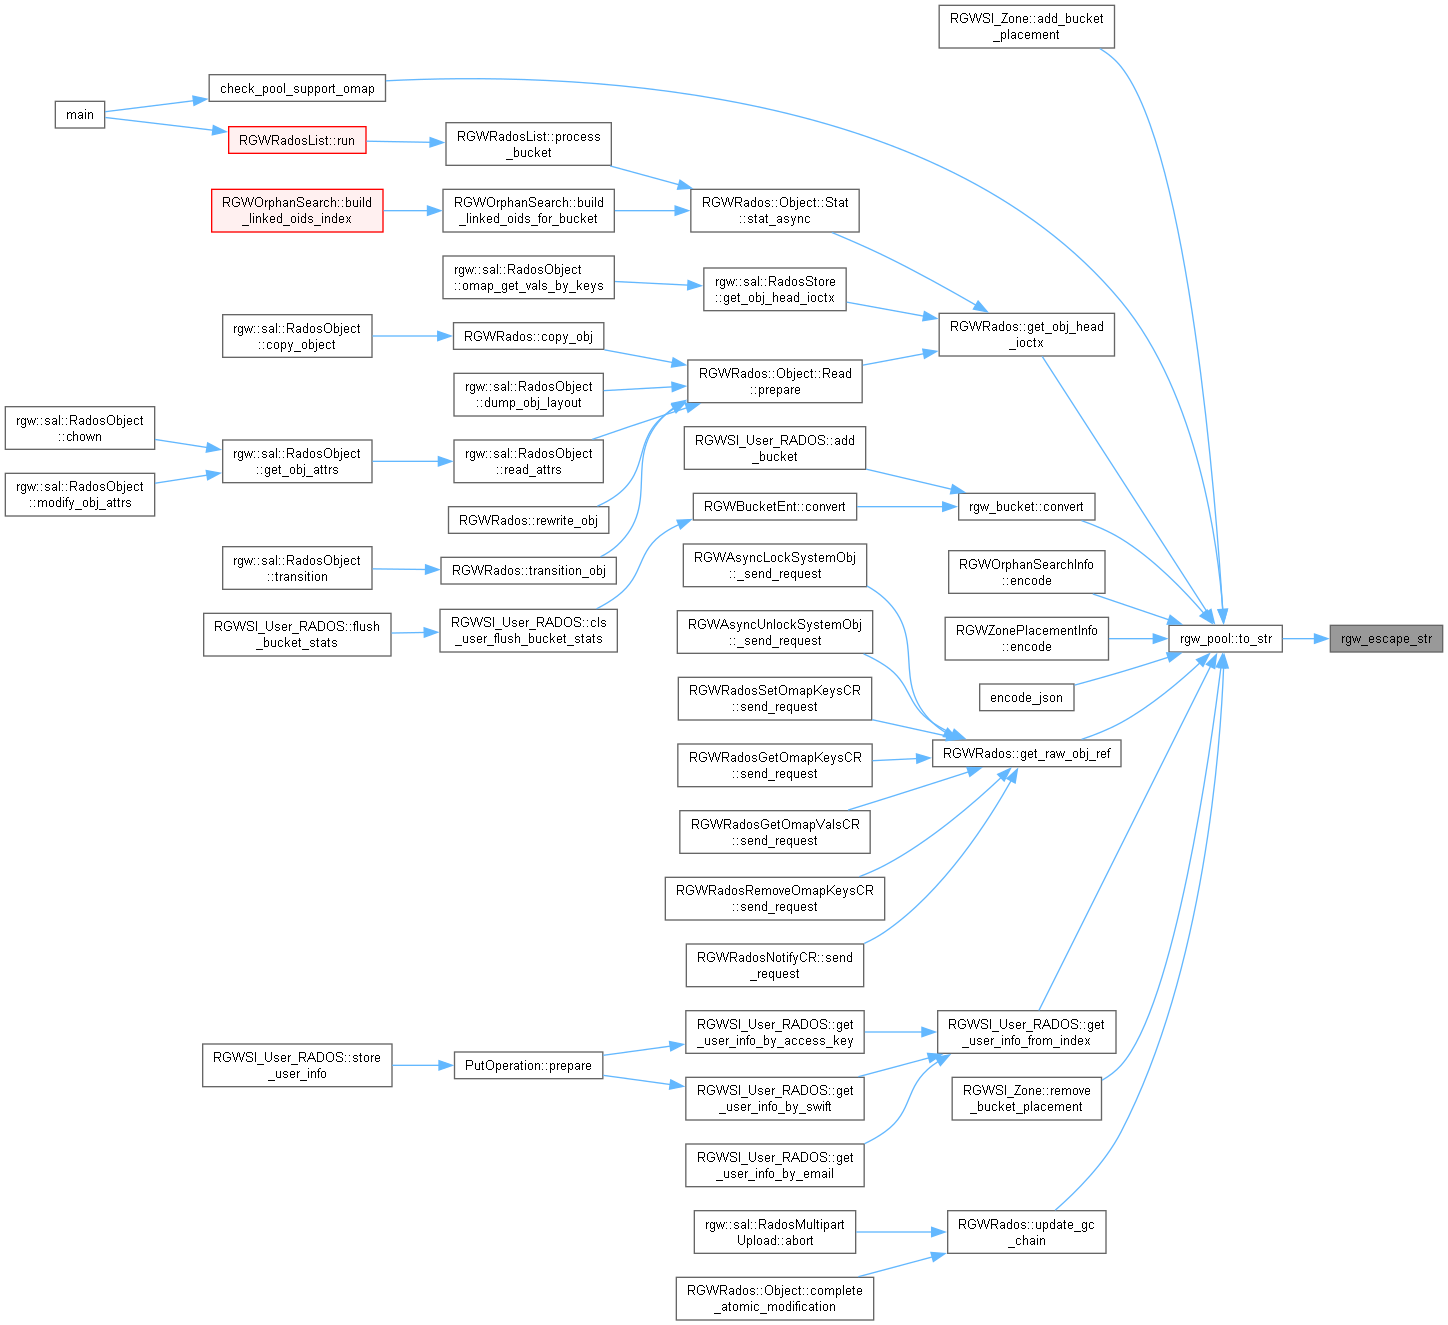 RGWSI_Zone::add_bucket
_placement
check_pool_support_omap
main
RGWRadosList::run
RGWRadosList::process
_bucket
RGWOrphanSearch::build
_linked_oids_index
RGWOrphanSearch::build
_linked_oids_for_bucket
RGWRados::Object::Stat
::stat_async
rgw::sal::RadosObject
::omap_get_vals_by_keys
rgw::sal::RadosStore
::get_obj_head_ioctx
RGWRados::get_obj_head
_ioctx
rgw::sal::RadosObject
::copy_object
RGWRados::copy_obj
RGWRados::Object::Read
::prepare
rgw::sal::RadosObject
::dump_obj_layout
rgw::sal::RadosObject
::chown
rgw::sal::RadosObject
::get_obj_attrs
rgw::sal::RadosObject
::read_attrs
RGWSI_User_RADOS::add
_bucket
rgw::sal::RadosObject
::modify_obj_attrs
RGWRados::rewrite_obj
RGWBucketEnt::convert
rgw_bucket::convert
rgw::sal::RadosObject
::transition
RGWRados::transition_obj
RGWAsyncLockSystemObj
::_send_request
RGWOrphanSearchInfo
::encode
RGWSI_User_RADOS::flush
_bucket_stats
RGWSI_User_RADOS::cls
_user_flush_bucket_stats
RGWAsyncUnlockSystemObj
::_send_request
RGWZonePlacementInfo
::encode
rgw_pool::to_str
rgw_escape_str
RGWRadosSetOmapKeysCR
::send_request
encode_json
RGWRadosGetOmapKeysCR
::send_request
RGWRados::get_raw_obj_ref
RGWRadosGetOmapValsCR
::send_request
RGWRadosRemoveOmapKeysCR
::send_request
RGWRadosNotifyCR::send
_request
RGWSI_User_RADOS::get
_user_info_by_access_key
RGWSI_User_RADOS::get
_user_info_from_index
RGWSI_User_RADOS::store
_user_info
PutOperation::prepare
RGWSI_User_RADOS::get
_user_info_by_swift
RGWSI_Zone::remove
_bucket_placement
RGWSI_User_RADOS::get
_user_info_by_email
rgw::sal::RadosMultipart
Upload::abort
RGWRados::update_gc
_chain
RGWRados::Object::complete
_atomic_modification